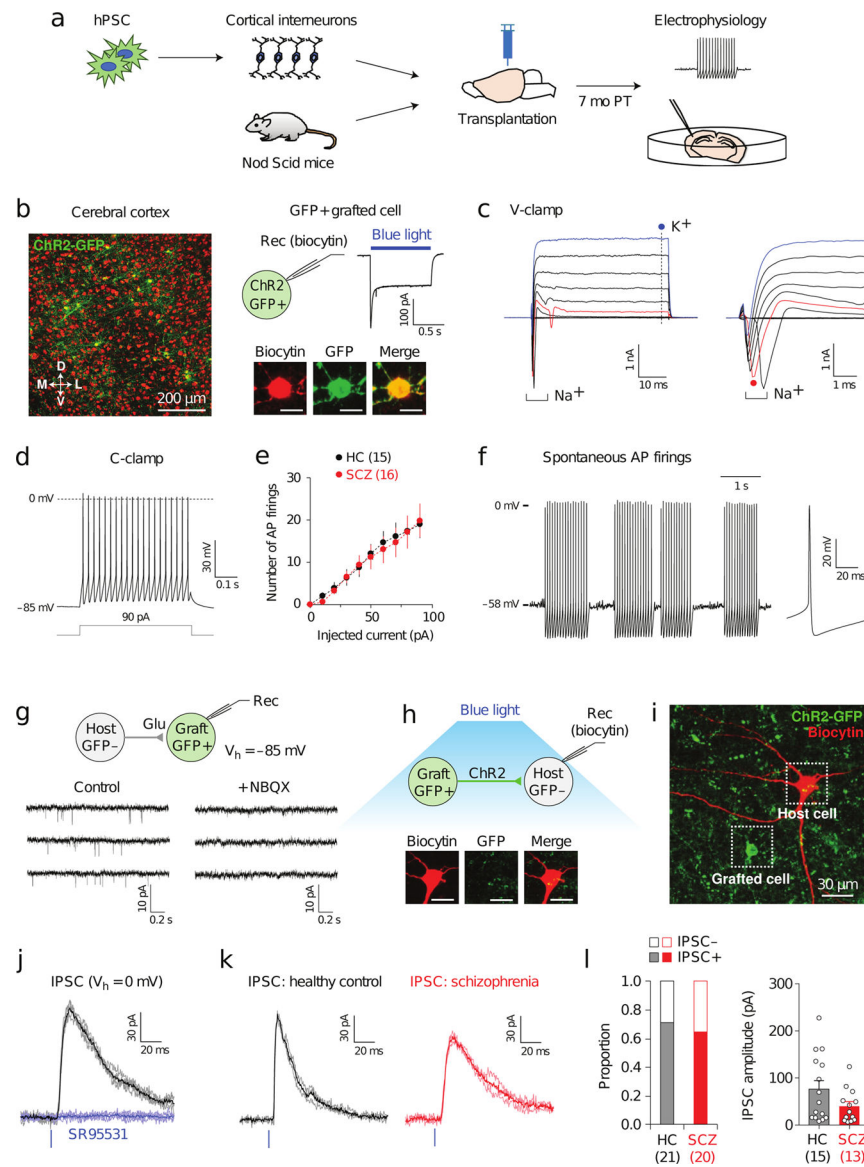 a
hPSC
Cortical interneurons
Electrophysiology
Nod Scid mice
Transplantation
7 mo PT
b
Cerebral cortex
GFP+grafted cell
ChR2-GFP
D
M
L
V
200 μm
Rec (biocytin)
Blue light
ChR2
GFP+
100 pA
0.5 s
Biocytin
GFP
Merge
c
V-clamp
K+
1 nA
10 ms
Na+
1 nA
1 ms
Na+
d
C-clamp
0 mV
30 mV
0.1 s
−85 mV
90 pA
e
HC (15)
SCZ (16)
Number of AP firings
30
20
10
0
0
50
100
Injected current (pA)
f
Spontaneous AP firings
1 s
0 mV
−58 mV
20 mV
20 ms
g
Host
GFP−
Glu
Graft
GFP+
Rec
Vh = −85 mV
Control
+NBQX
10 pA
0.2 s
10 pA
0.2 s
h
Blue light
Rec
(biocytin)
Graft
GFP+
ChR2
Host
GFP−
Biocytin
GFP
Merge
i
ChR2-GFP
Biocytin
Host cell
Grafted cell
30 μm
j
IPSC (Vh = 0 mV)
30 pA
20 ms
SR95531
k
IPSC: healthy control
30 pA
20 ms
IPSC: schizophrenia
30 pA
20 ms
l
IPSC−
IPSC+
Proportion
1.0
0.8
0.6
0.4
0.2
0
HC
(21)
SCZ
(20)
IPSC amplitude (pA)
300
200
100
0
HC
(15)
SCZ
(13)